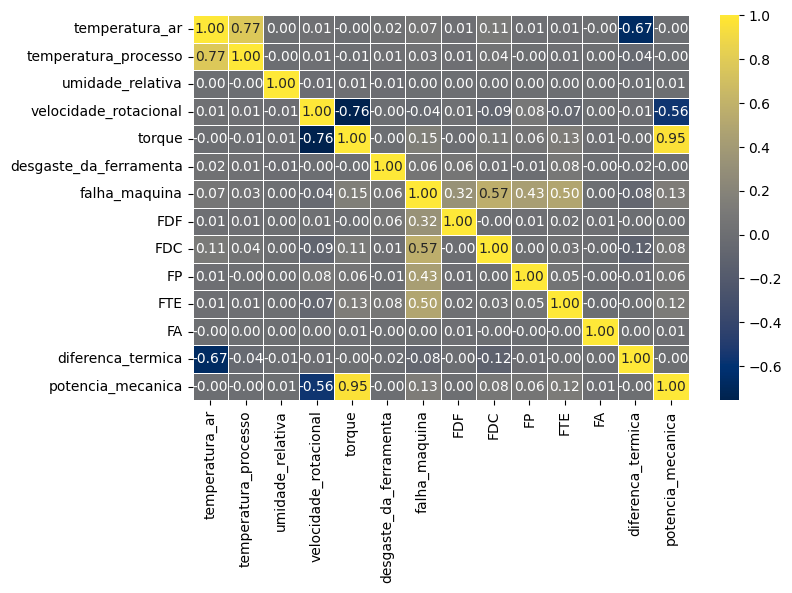 temperatura_ar 1.00 0.77 0.00 0.01 -0.00 0.02 0.07 0.01 0.11 0.01 0.01 -0.00 -0.67 -0.00
temperatura_processo 0.77 1.00 -0.00 0.01 -0.01 0.01 0.03 0.01 0.04 -0.00 0.01 0.00 -0.04 -0.00
umidade_relativa 0.00 -0.00 1.00 -0.01 0.01 -0.01 0.00 0.00 0.00 0.00 0.00 0.00 -0.01 0.01
velocidade_rotacional 0.01 0.01 -0.01 1.00 -0.76 -0.00 -0.04 0.01 -0.09 0.08 -0.07 0.00 -0.01 -0.56
torque -0.00 -0.01 0.01 -0.76 1.00 -0.00 0.15 -0.00 0.11 0.06 0.13 0.01 -0.00 0.95
desgaste_da_ferramenta 0.02 0.01 -0.01 -0.00 -0.00 1.00 0.06 0.06 0.01 -0.01 0.08 -0.00 -0.02 -0.00
falha_maquina 0.07 0.03 0.00 -0.04 0.15 0.06 1.00 0.32 0.57 0.43 0.50 0.00 -0.08 0.13
FDF 0.01 0.01 0.00 0.01 -0.00 0.06 0.32 1.00 -0.00 0.01 0.02 0.01 -0.00 0.00
FDC 0.11 0.04 0.00 -0.09 0.11 0.01 0.57 -0.00 1.00 0.00 0.03 -0.00 -0.12 0.08
FP 0.01 -0.00 0.00 0.08 0.06 -0.01 0.43 0.01 0.00 1.00 0.05 -0.00 -0.01 0.06
FTE 0.01 0.01 0.00 -0.07 0.13 0.08 0.50 0.02 0.03 0.05 1.00 -0.00 -0.00 0.12
FA -0.00 0.00 0.00 0.00 0.01 -0.00 0.00 0.01 -0.00 -0.00 -0.00 1.00 0.00 0.01
diferenca_termica -0.67 -0.04 -0.01 -0.01 -0.00 -0.02 -0.08 -0.00 -0.12 -0.01 -0.00 0.00 1.00 -0.00
potencia_mecanica -0.00 -0.00 0.01 -0.56 0.95 -0.00 0.13 0.00 0.08 0.06 0.12 0.01 -0.00 1.00
temperatura_ar
temperatura_processo
umidade_relativa
velocidade_rotacional
torque
desgaste_da_ferramenta
falha_maquina
FDF
FDC
FP
FTE
FA
diferenca_termica
potencia_mecanica
1.0
0.8
0.6
0.4
0.2
0.0
−0.2
−0.4
−0.6